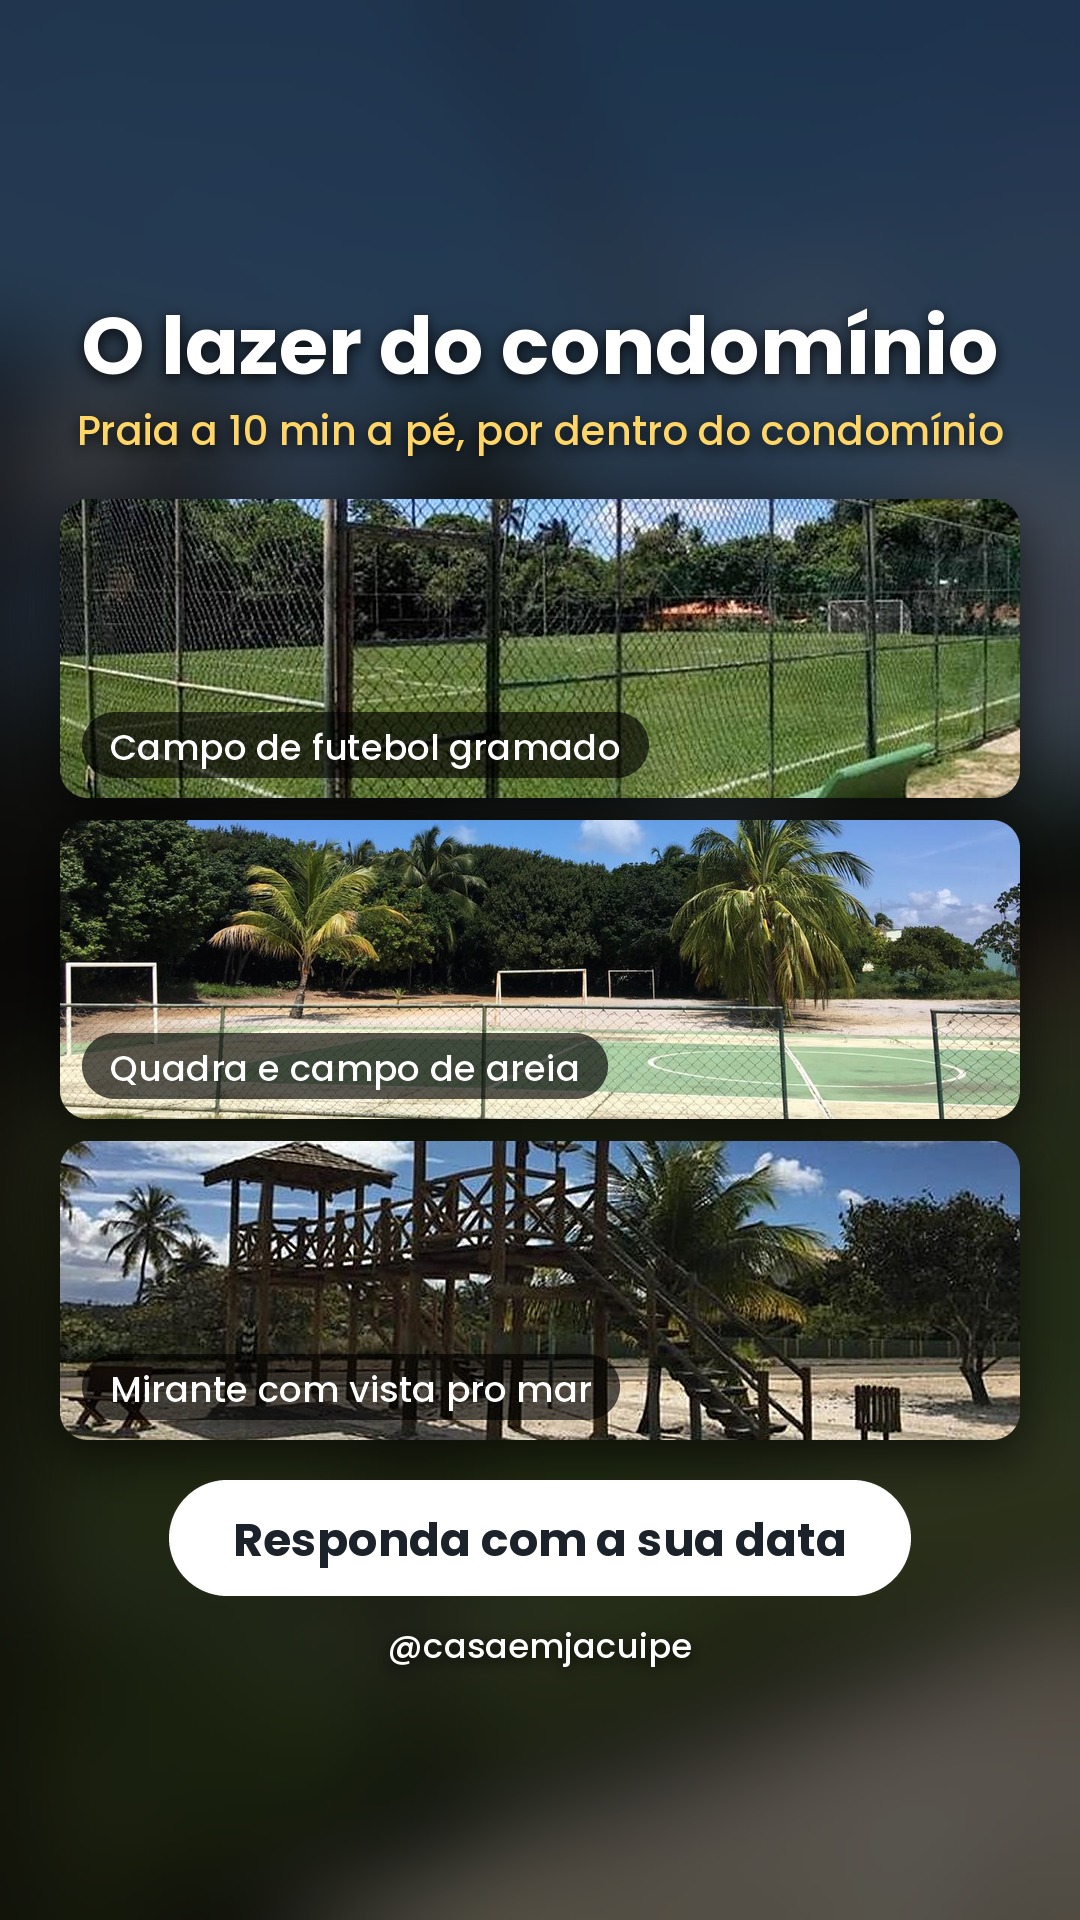 O lazer do condomínio
Praia a 10 min a pé, por dentro do condomínio
Campo de futebol gramado
Quadra e campo de areia
Mirante com vista pro mar
Responda com a sua data
@casaemjacuipe